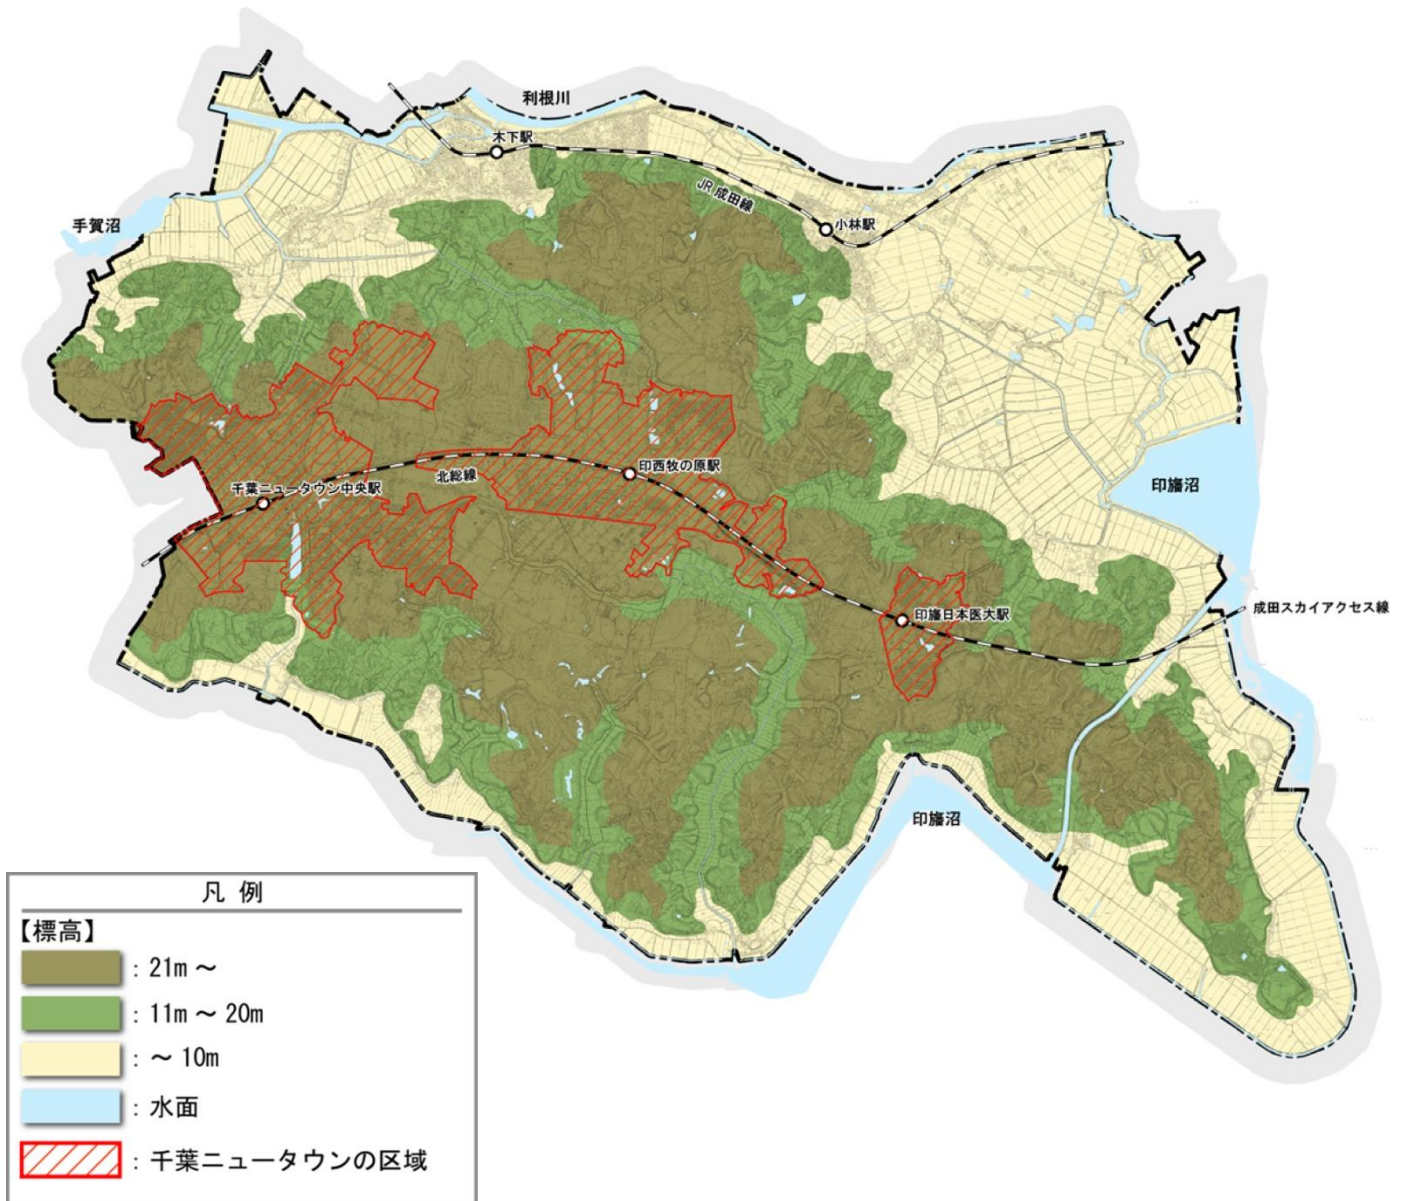 利根川
木下駅
JR 成田線
手賀沼
小林駅
印西牧の原駅
北総線
千葉ニュータウン中央駅
印旛沼
成田スカイアクセス線
印旛日本医大駅
印旛沼
凡 例
【標高】
: 21m ~
: 11m ~ 20m
: ~ 10m
: 水面
: 千葉ニュータウンの区域